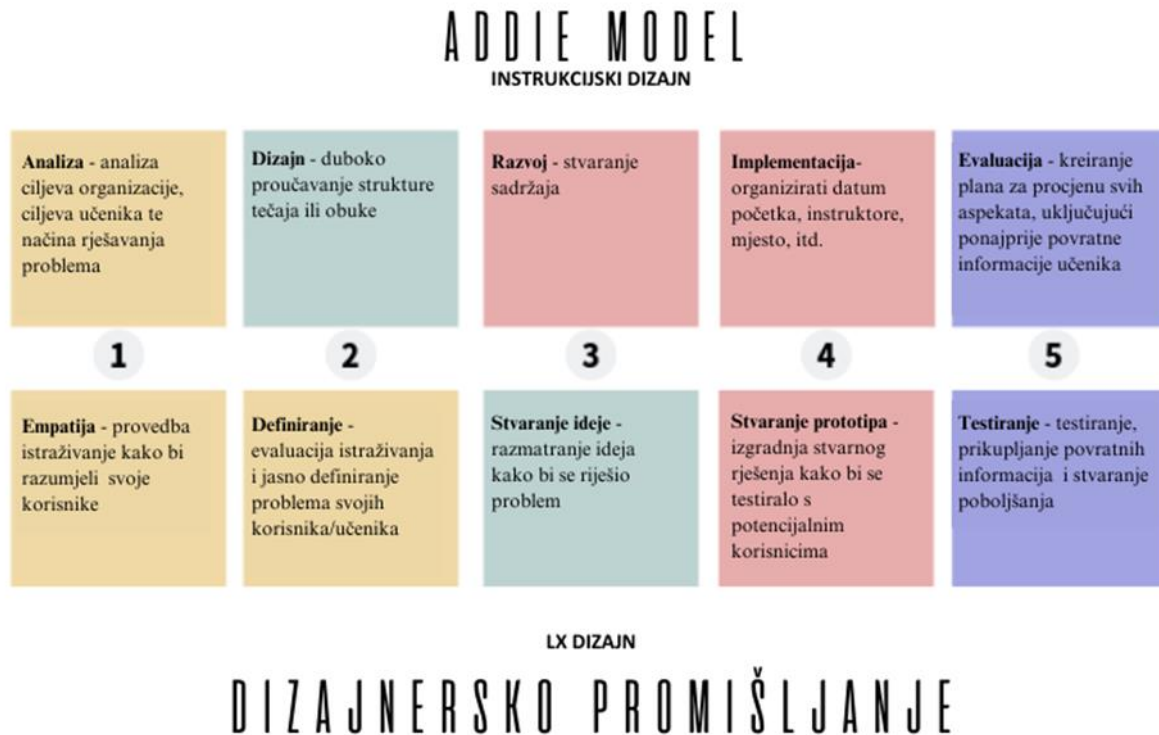 ADDIE MODEL
INSTRUKCIJSKI DIZAJN
Analiza - analiza
ciljeva organizacije,
ciljeva učenika te
načina rješavanja
problema
Dizajn - duboko
proučavanje strukture
tečaja ili obuke
Razvoj - stvaranje
sadržaja
Implementacija-
organizirati datum
početka, instruktore,
mjesto, itd.
Evaluacija - kreiranje
plana za procjenu svih
aspekata, uključujući
ponajprije povratne
informacije učenika
1
2
3
4
5
Empatija - provedba
istraživanje kako bi
razumjeli svoje
korisnike
Definiranje -
evaluacija istraživanja
i jasno definiranje
problema svojih
korisnika/učenika
Stvaranje ideje -
razmatranje ideja
kako bi se riješio
problem
Stvaranje prototipa -
izgradnja stvarnog
rješenja kako bi se
testiralo s
potencijalnim
korisnicima
Testiranje - testiranje,
prikupljanje povratnih
informacija i stvaranje
poboljšanja
LX DIZAJN
DIZAJNERSKO PROMIŠLJANJE